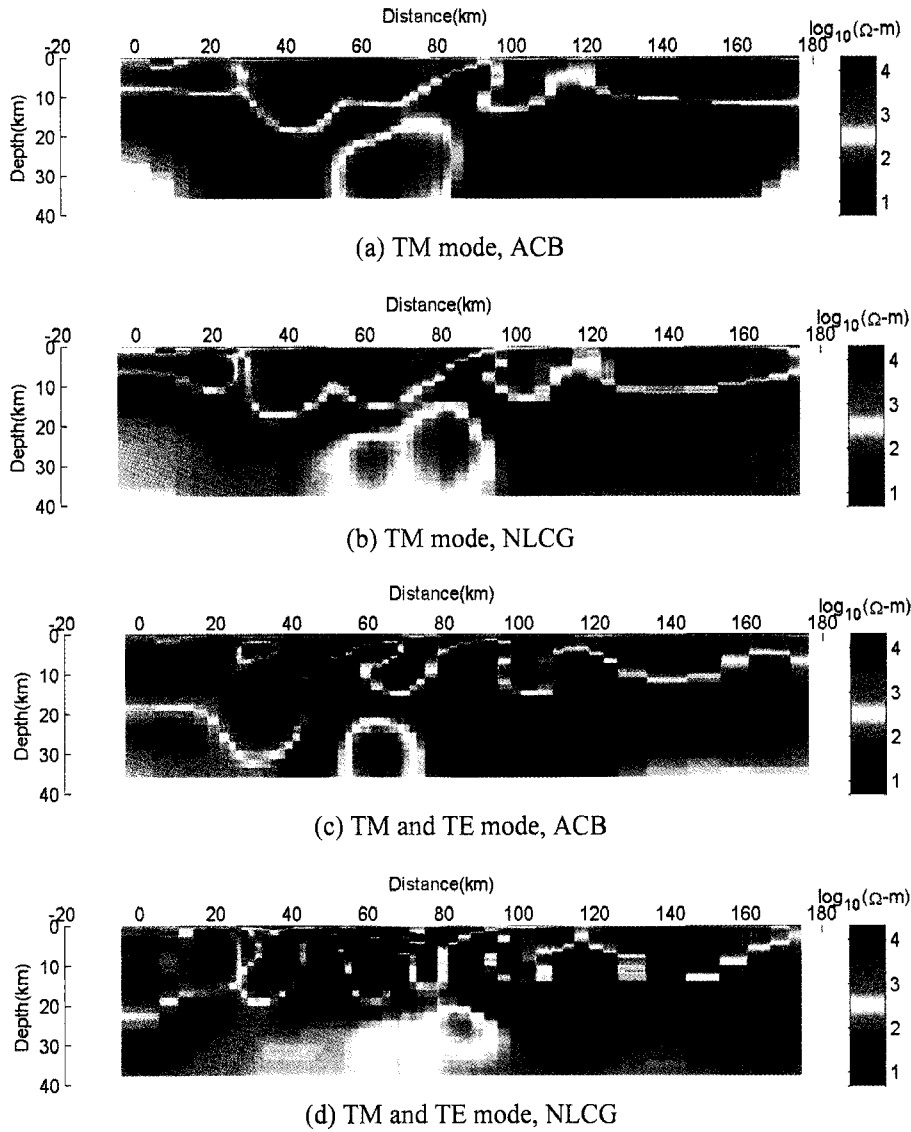 Distance(km)
-20 0 20 40 60 80 100 120 140 160 180
log10(Ω-m)
Depth(km)
0
10
20
30
40
4
3
2
1
(a) TM mode, ACB
Distance(km)
-20 0 20 40 60 80 100 120 140 160 180
log10(Ω-m)
Depth(km)
0
10
20
30
40
4
3
2
1
(b) TM mode, NLCG
Distance(km)
-20 0 20 40 60 80 100 120 140 160 180
log10(Ω-m)
Depth(km)
0
10
20
30
40
4
3
2
1
(c) TM and TE mode, ACB
Distance(km)
-20 0 20 40 60 80 100 120 140 160 180
log10(Ω-m)
Depth(km)
0
10
20
30
40
4
3
2
1
(d) TM and TE mode, NLCG